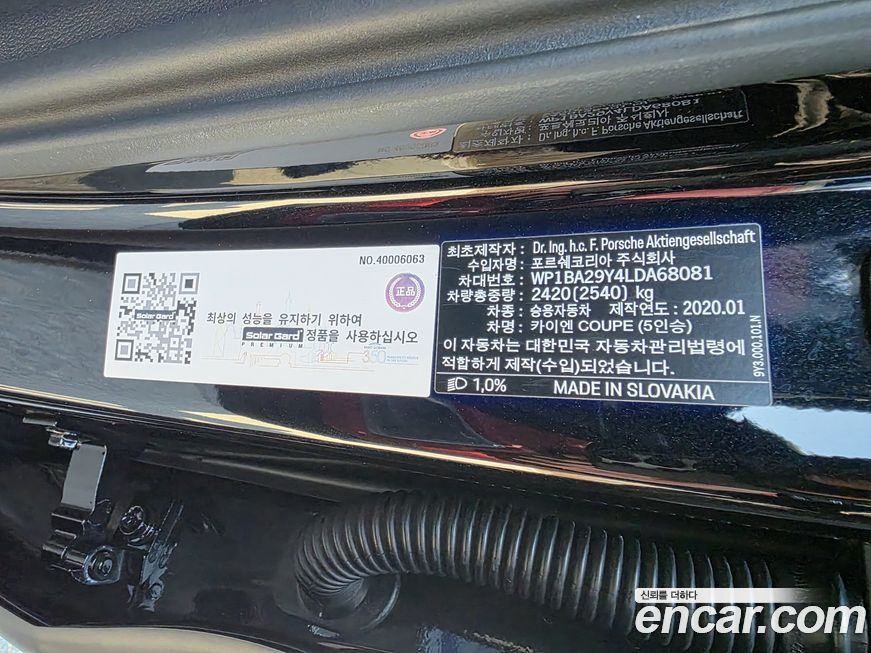 NO.40006063
正品
최상의 성능을 유지하기 위하여
Solar Gard 정품을 사용하십시오
PREMIUM
350
최초제작자 : Dr. Ing. h.c. F. Porsche Aktiengesellschaft
수입자명 : 포르쉐코리아 주식회사
차대번호 : WP1BA29Y4LDA68081
차량총중량 : 2420(2540) kg
차종 : 승용자동차 제작연도 : 2020.01
차명 : 카이엔 COUPE (5인승)
이 자동차는 대한민국 자동차관리법령에
적합하게 제작(수입)되었습니다.
1,0% MADE IN SLOVAKIA
9Y3.000.101.N
신뢰를 더하다
encar.com